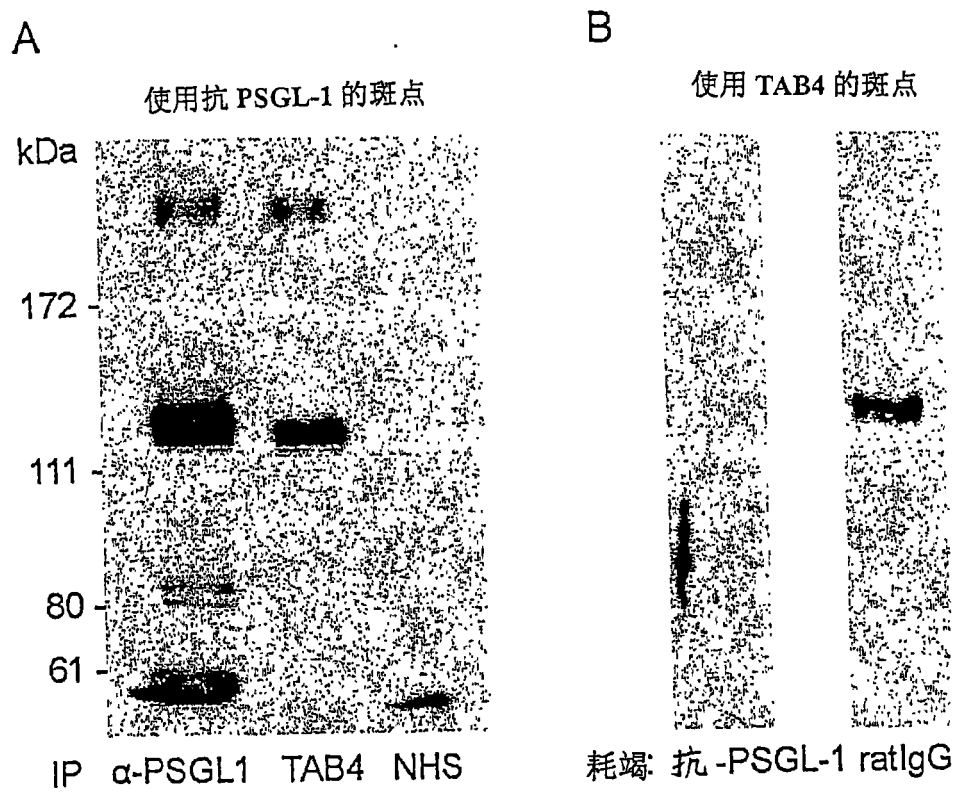 A
使用抗 PSGL-1 的斑点
kDa
172
111
80
61
IP α-PSGL1 TAB4 NHS
B
使用 TAB4 的斑点
耗竭: 抗-PSGL-1 ratIgG